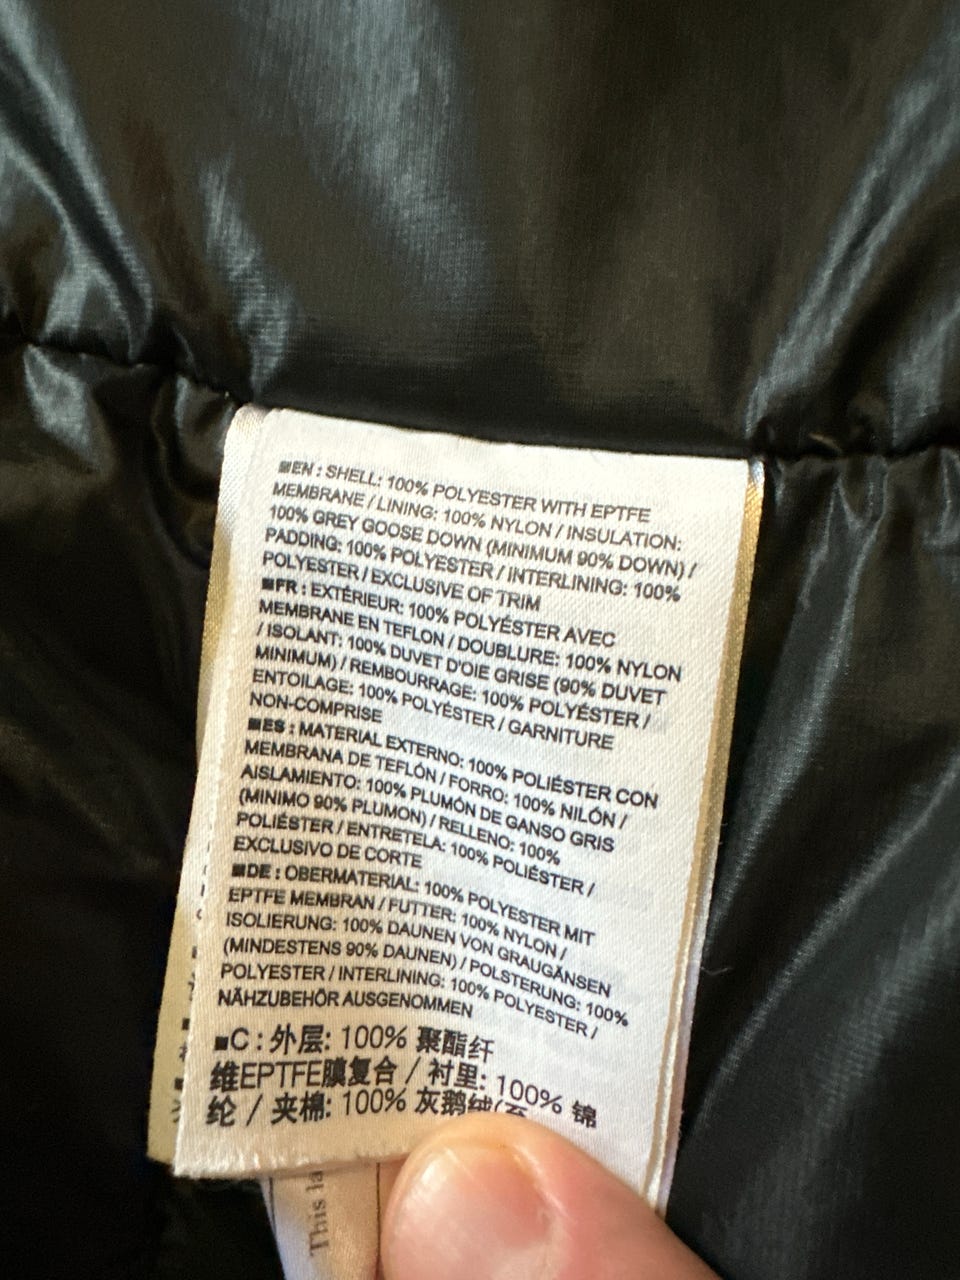 ■EN : SHELL: 100% POLYESTER WITH EPTFE
MEMBRANE / LINING: 100% NYLON / INSULATION:
100% GREY GOOSE DOWN (MINIMUM 90% DOWN) /
PADDING: 100% POLYESTER / INTERLINING: 100%
POLYESTER / EXCLUSIVE OF TRIM
■FR : EXTÉRIEUR: 100% POLYÉSTER AVEC
MEMBRANE EN TEFLON / DOUBLURE: 100% NYLON
/ ISOLANT: 100% DUVET D'OIE GRISE (90% DUVET
MINIMUM) / REMBOURRAGE: 100% POLYÉSTER /
ENTOILAGE: 100% POLYÉSTER / GARNITURE
NON-COMPRISE
■ES : MATERIAL EXTERNO: 100% POLIÉSTER CON
MEMBRANA DE TEFLÓN / FORRO: 100% NILÓN /
AISLAMIENTO: 100% PLUMÓN DE GANSO GRIS
(MINIMO 90% PLUMON) / RELLENO: 100%
POLIÉSTER / ENTRETELA: 100% POLIÉSTER /
EXCLUSIVO DE CORTE
■DE : OBERMATERIAL: 100% POLYESTER MIT
EPTFE MEMBRAN / FUTTER: 100% NYLON /
ISOLIERUNG: 100% DAUNEN VON GRAUGÄNSEN
(MINDESTENS 90% DAUNEN) / POLSTERUNG: 100%
POLYESTER / INTERLINING: 100% POLYESTER /
NÄHZUBEHÖR AUSGENOMMEN
■C : 外层: 100% 聚酯纤
维EPTFE膜复合 / 衬里: 100% 锦
纶 / 夹棉: 100% 灰鹅绒(
This la